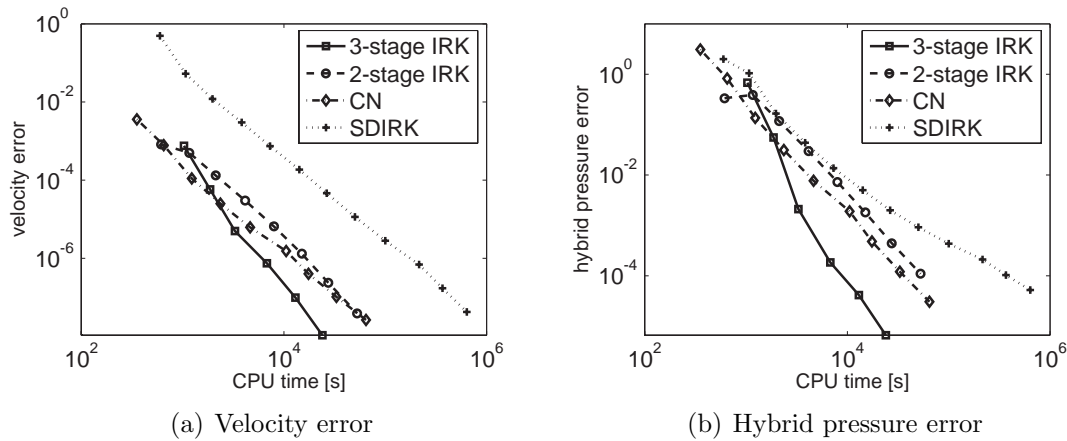 10^0
10^-2
10^-4
10^-6
velocity error
3-stage IRK
2-stage IRK
CN
SDIRK
10^2
10^4
10^6
CPU time [s]
(a) Velocity error
10^0
10^-2
10^-4
hybrid pressure error
3-stage IRK
2-stage IRK
CN
SDIRK
10^2
10^4
10^6
CPU time [s]
(b) Hybrid pressure error